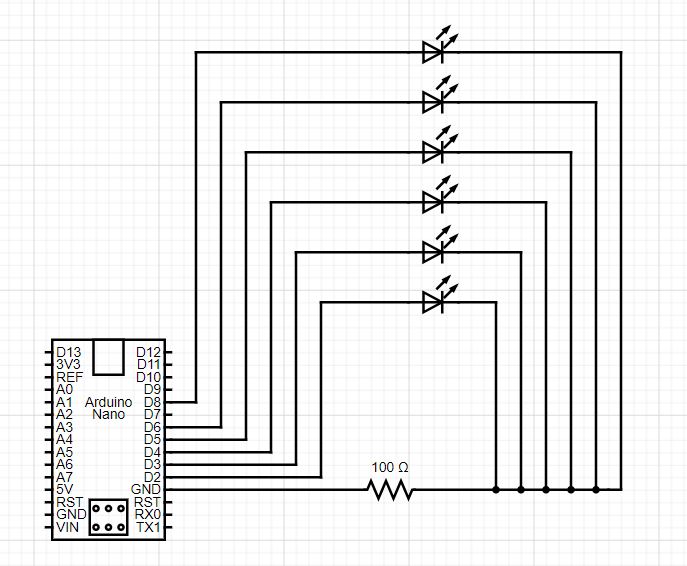 100 Ω
D13 D12
3V3 D11
REF D10
A0 D9
A1 Arduino D8
A2 Nano D7
A3 D6
A4 D5
A5 D4
A6 D3
A7 D2
5V GND
RST RST
GND RX0
VIN TX1